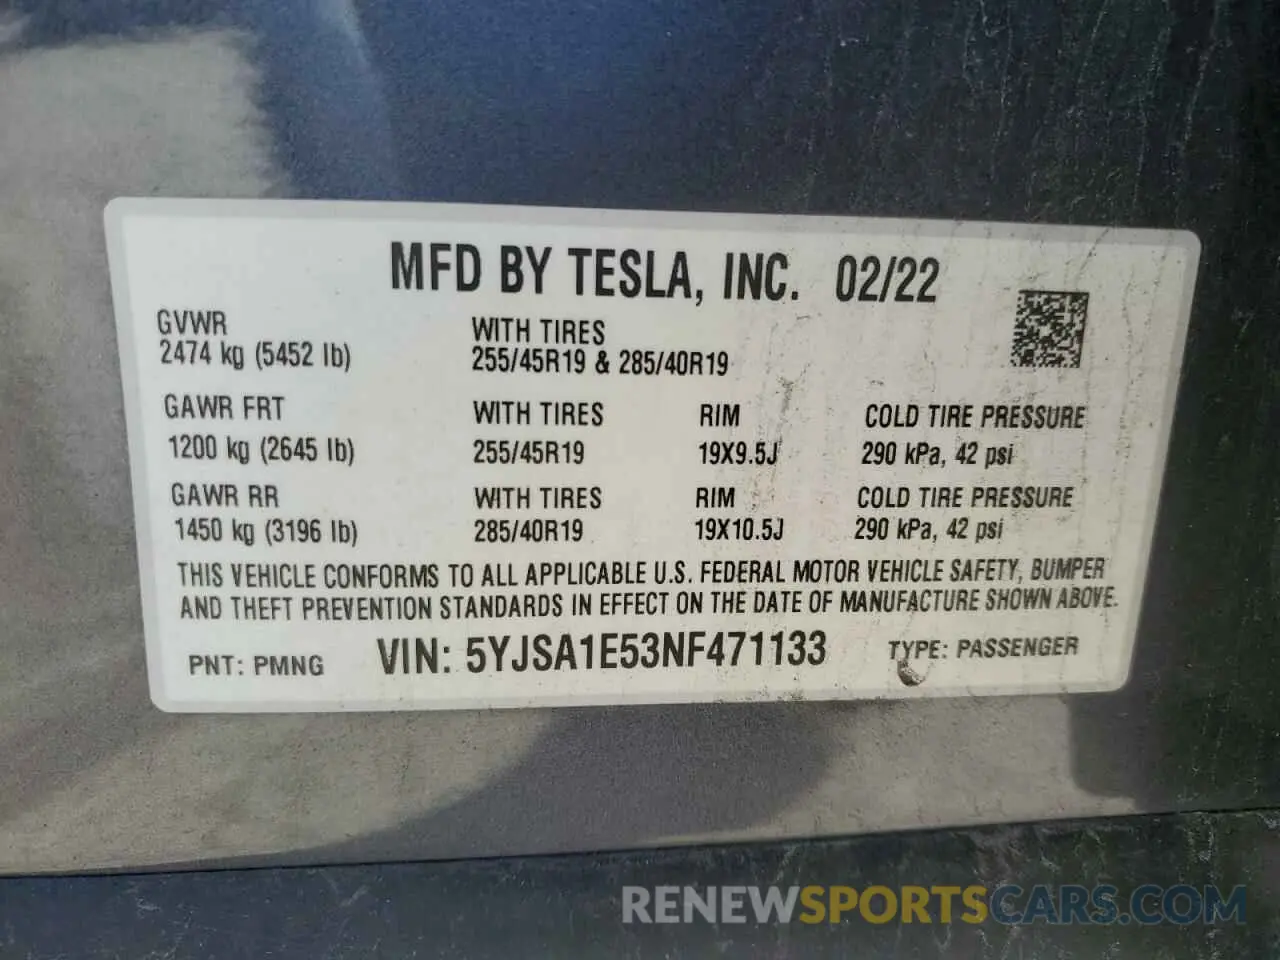 MFD BY TESLA, INC. 02/22
GVWR WITH TIRES
2474 kg (5452 lb) 255/45R19 & 285/40R19
GAWR FRT WITH TIRES RIM COLD TIRE PRESSURE
1200 kg (2645 lb) 255/45R19 19X9.5J 290 kPa, 42 psi
GAWR RR WITH TIRES RIM COLD TIRE PRESSURE
1450 kg (3196 lb) 285/40R19 19X10.5J 290 kPa, 42 psi
THIS VEHICLE CONFORMS TO ALL APPLICABLE U.S. FEDERAL MOTOR VEHICLE SAFETY, BUMPER
AND THEFT PREVENTION STANDARDS IN EFFECT ON THE DATE OF MANUFACTURE SHOWN ABOVE.
PNT: PMNG VIN: 5YJSA1E53NF471133 TYPE: PASSENGER
RENEWSPORTSCARS.COM